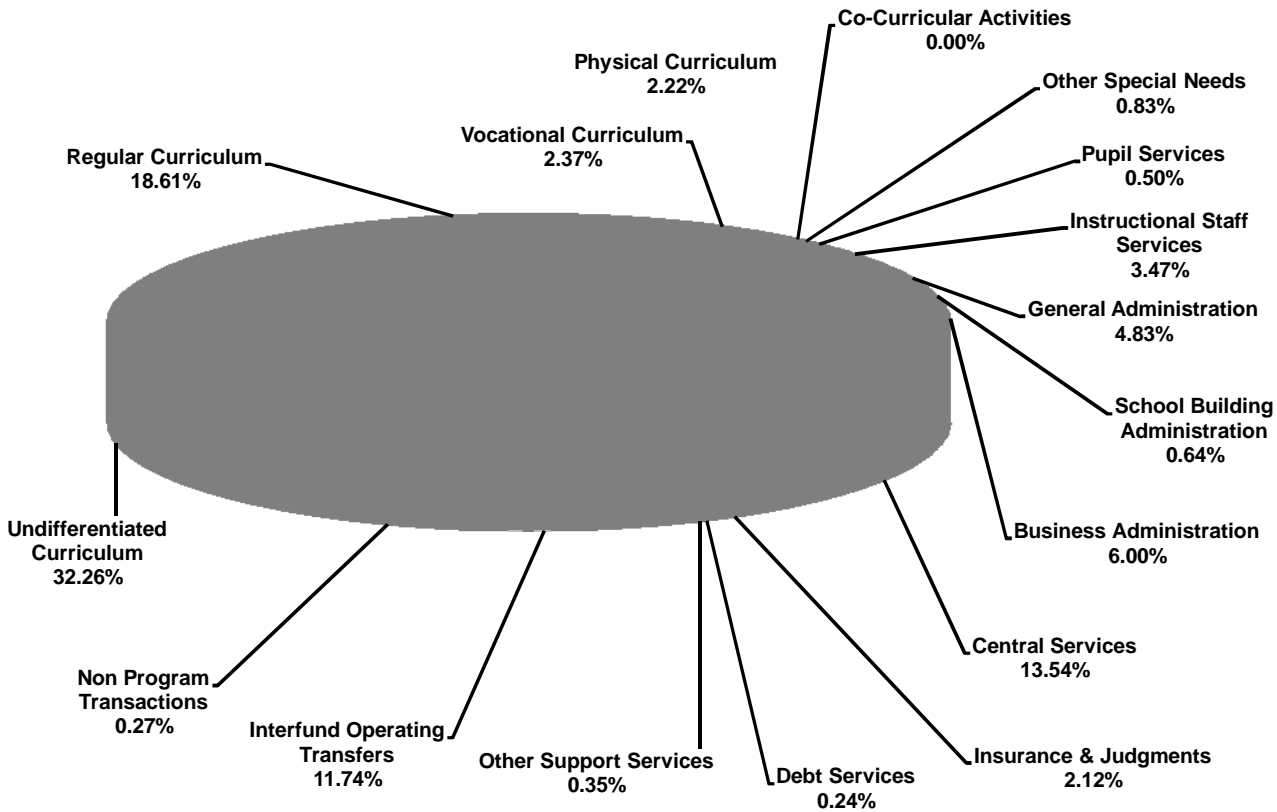 Co-Curricular Activities
0.00%
Physical Curriculum
2.22%
Other Special Needs
0.83%
Vocational Curriculum
2.37%
Regular Curriculum
18.61%
Pupil Services
0.50%
Instructional Staff
Services
3.47%
General Administration
4.83%
School Building
Administration
0.64%
Business Administration
6.00%
Central Services
13.54%
Insurance & Judgments
2.12%
Debt Services
0.24%
Other Support Services
0.35%
Interfund Operating
Transfers
11.74%
Non Program
Transactions
0.27%
Undifferentiated
Curriculum
32.26%